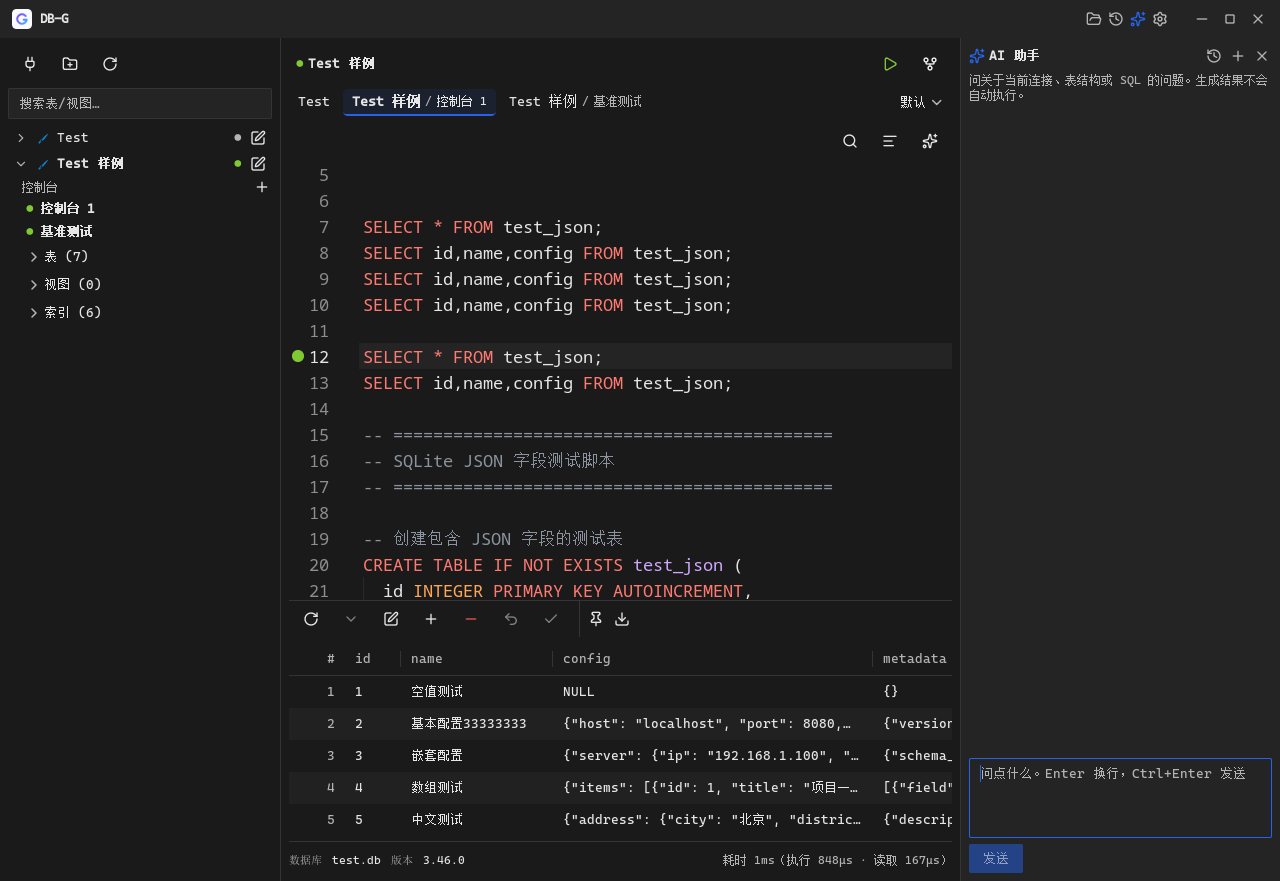 DB-G
搜索表/视图…
Test
Test 样例
控制台
控制台 1
基准测试
表 (7)
视图 (0)
索引 (6)
Test 样例
Test
Test 样例 / 控制台 1
Test 样例 / 基准测试
默认
5
6
7 SELECT * FROM test_json;
8 SELECT id,name,config FROM test_json;
9 SELECT id,name,config FROM test_json;
10 SELECT id,name,config FROM test_json;
11
12 SELECT * FROM test_json;
13 SELECT id,name,config FROM test_json;
14
15 -- ============================================
16 -- SQLite JSON 字段测试脚本
17 -- ============================================
18
19 -- 创建包含 JSON 字段的测试表
20 CREATE TABLE IF NOT EXISTS test_json (
21 id INTEGER PRIMARY KEY AUTOINCREMENT,
# id name config metadata
1 1 空值测试 NULL {}
2 2 基本配置33333333 {"host": "localhost", "port": 8080,… {"version
3 3 嵌套配置 {"server": {"ip": "192.168.1.100", "… {"schema_
4 4 数组测试 {"items": [{"id": 1, "title": "项目一… [{"field"
5 5 中文测试 {"address": {"city": "北京", "distric… {"descrip
数据库 test.db 版本 3.46.0
耗时 1ms（执行 848μs · 读取 167μs）
AI 助手
问关于当前连接、表结构或 SQL 的问题。生成结果不会
自动执行。
问点什么。Enter 换行，Ctrl+Enter 发送
发送